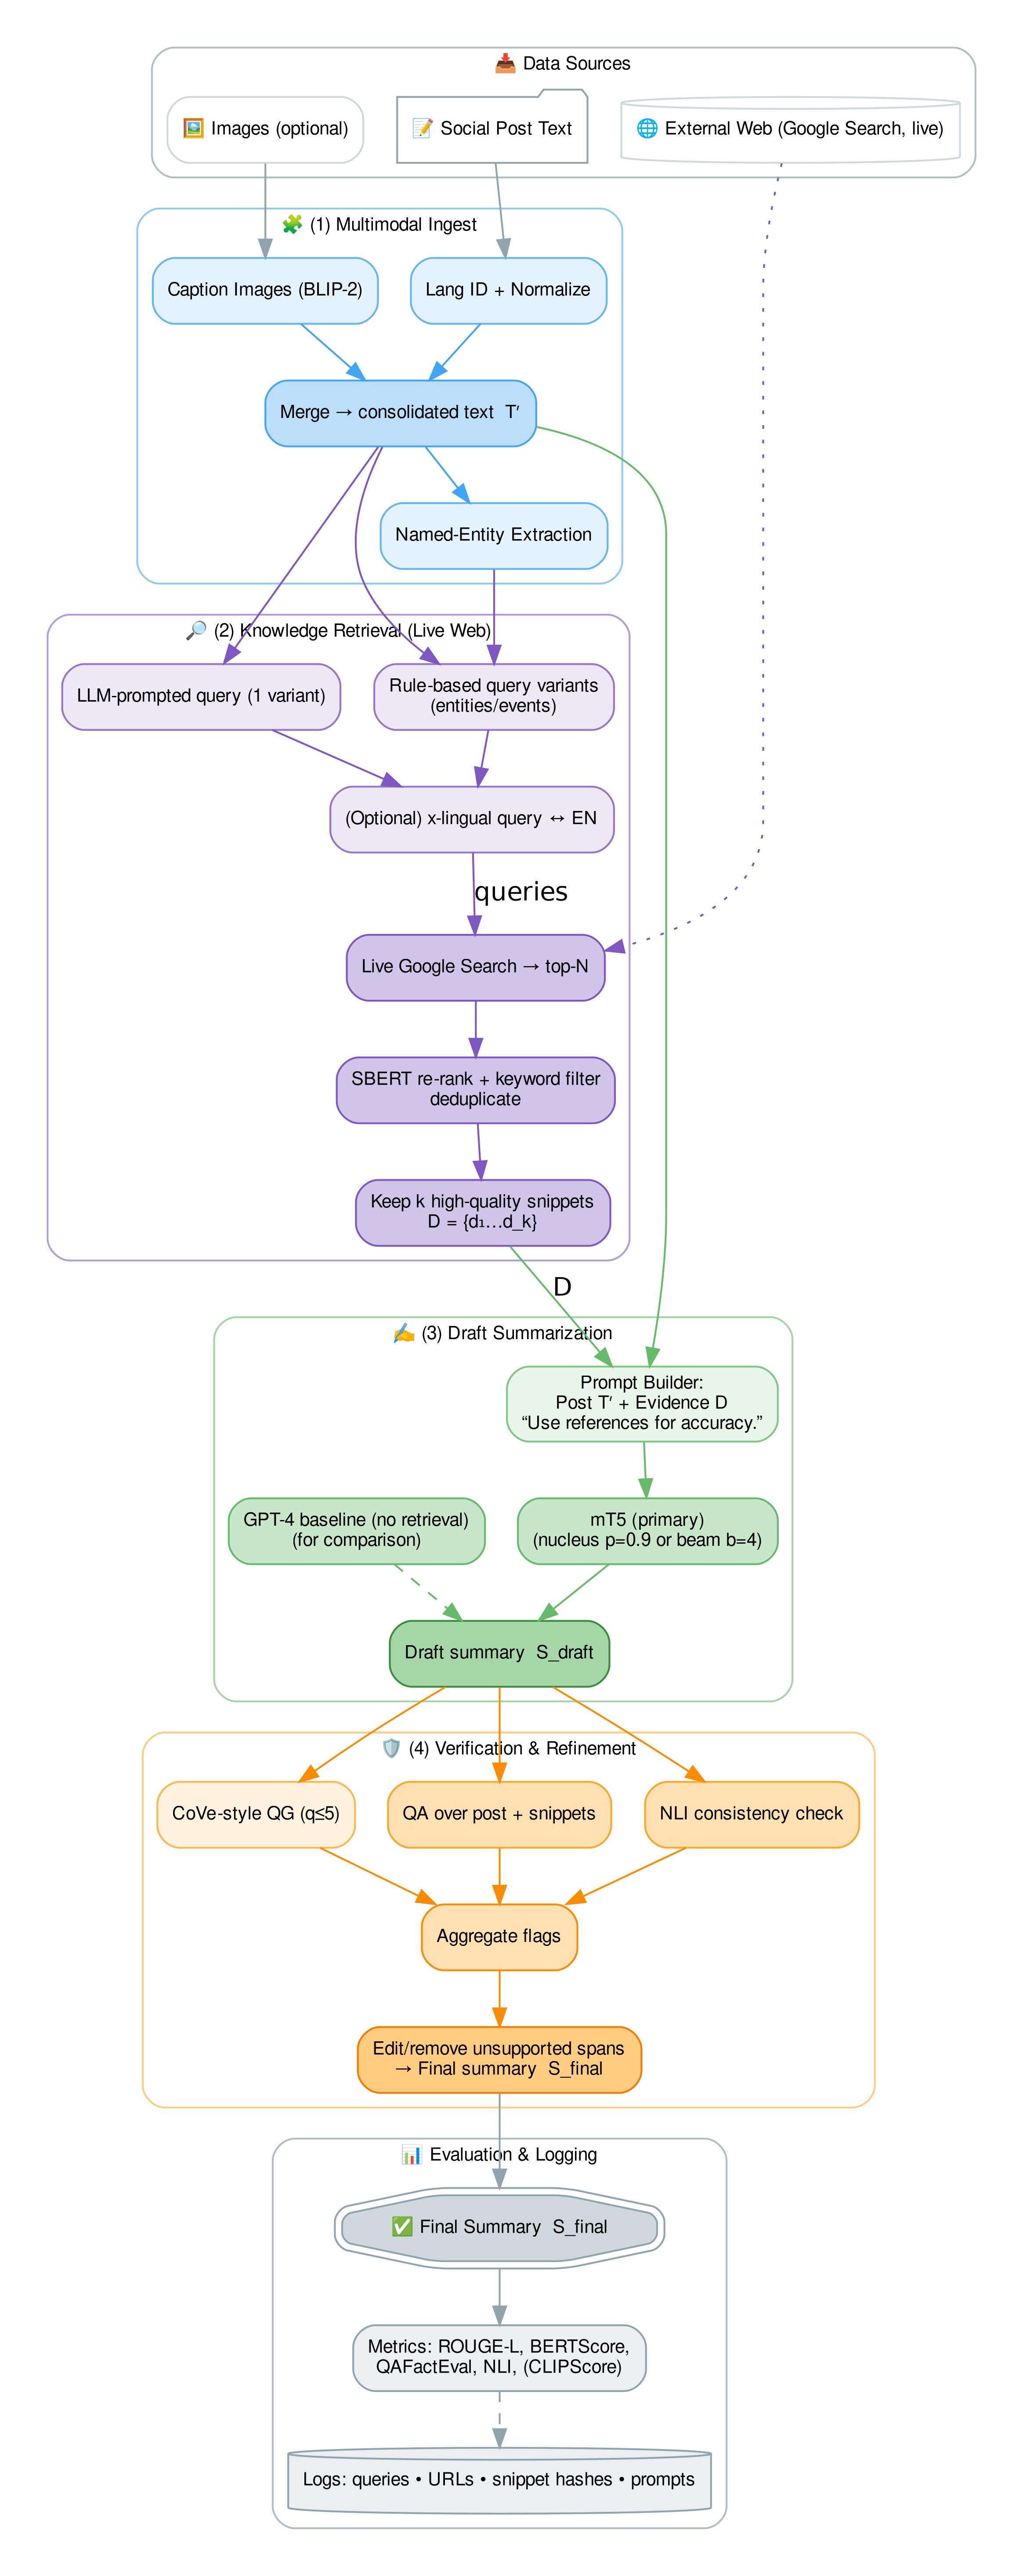 📥 Data Sources
🖼️ Images (optional)
📝 Social Post Text
🌐 External Web (Google Search, live)
🧩 (1) Multimodal Ingest
Caption Images (BLIP-2)
Lang ID + Normalize
Merge → consolidated text  T′
Named-Entity Extraction
🔎 (2) Knowledge Retrieval (Live Web)
LLM-prompted query (1 variant)
Rule-based query variants
(entities/events)
(Optional) x-lingual query ↔ EN
queries
Live Google Search → top-N
SBERT re-rank + keyword filter
deduplicate
Keep k high-quality snippets
D = {d₁…d_k}
D
✍️ (3) Draft Summarization
Prompt Builder:
Post T′ + Evidence D
“Use references for accuracy.”
GPT-4 baseline (no retrieval)
(for comparison)
mT5 (primary)
(nucleus p=0.9 or beam b=4)
Draft summary  S_draft
🛡️ (4) Verification & Refinement
CoVe-style QG (q≤5)
QA over post + snippets
NLI consistency check
Aggregate flags
Edit/remove unsupported spans
→ Final summary  S_final
📊 Evaluation & Logging
✅ Final Summary  S_final
Metrics: ROUGE-L, BERTScore,
QAFactEval, NLI, (CLIPScore)
Logs: queries • URLs • snippet hashes • prompts